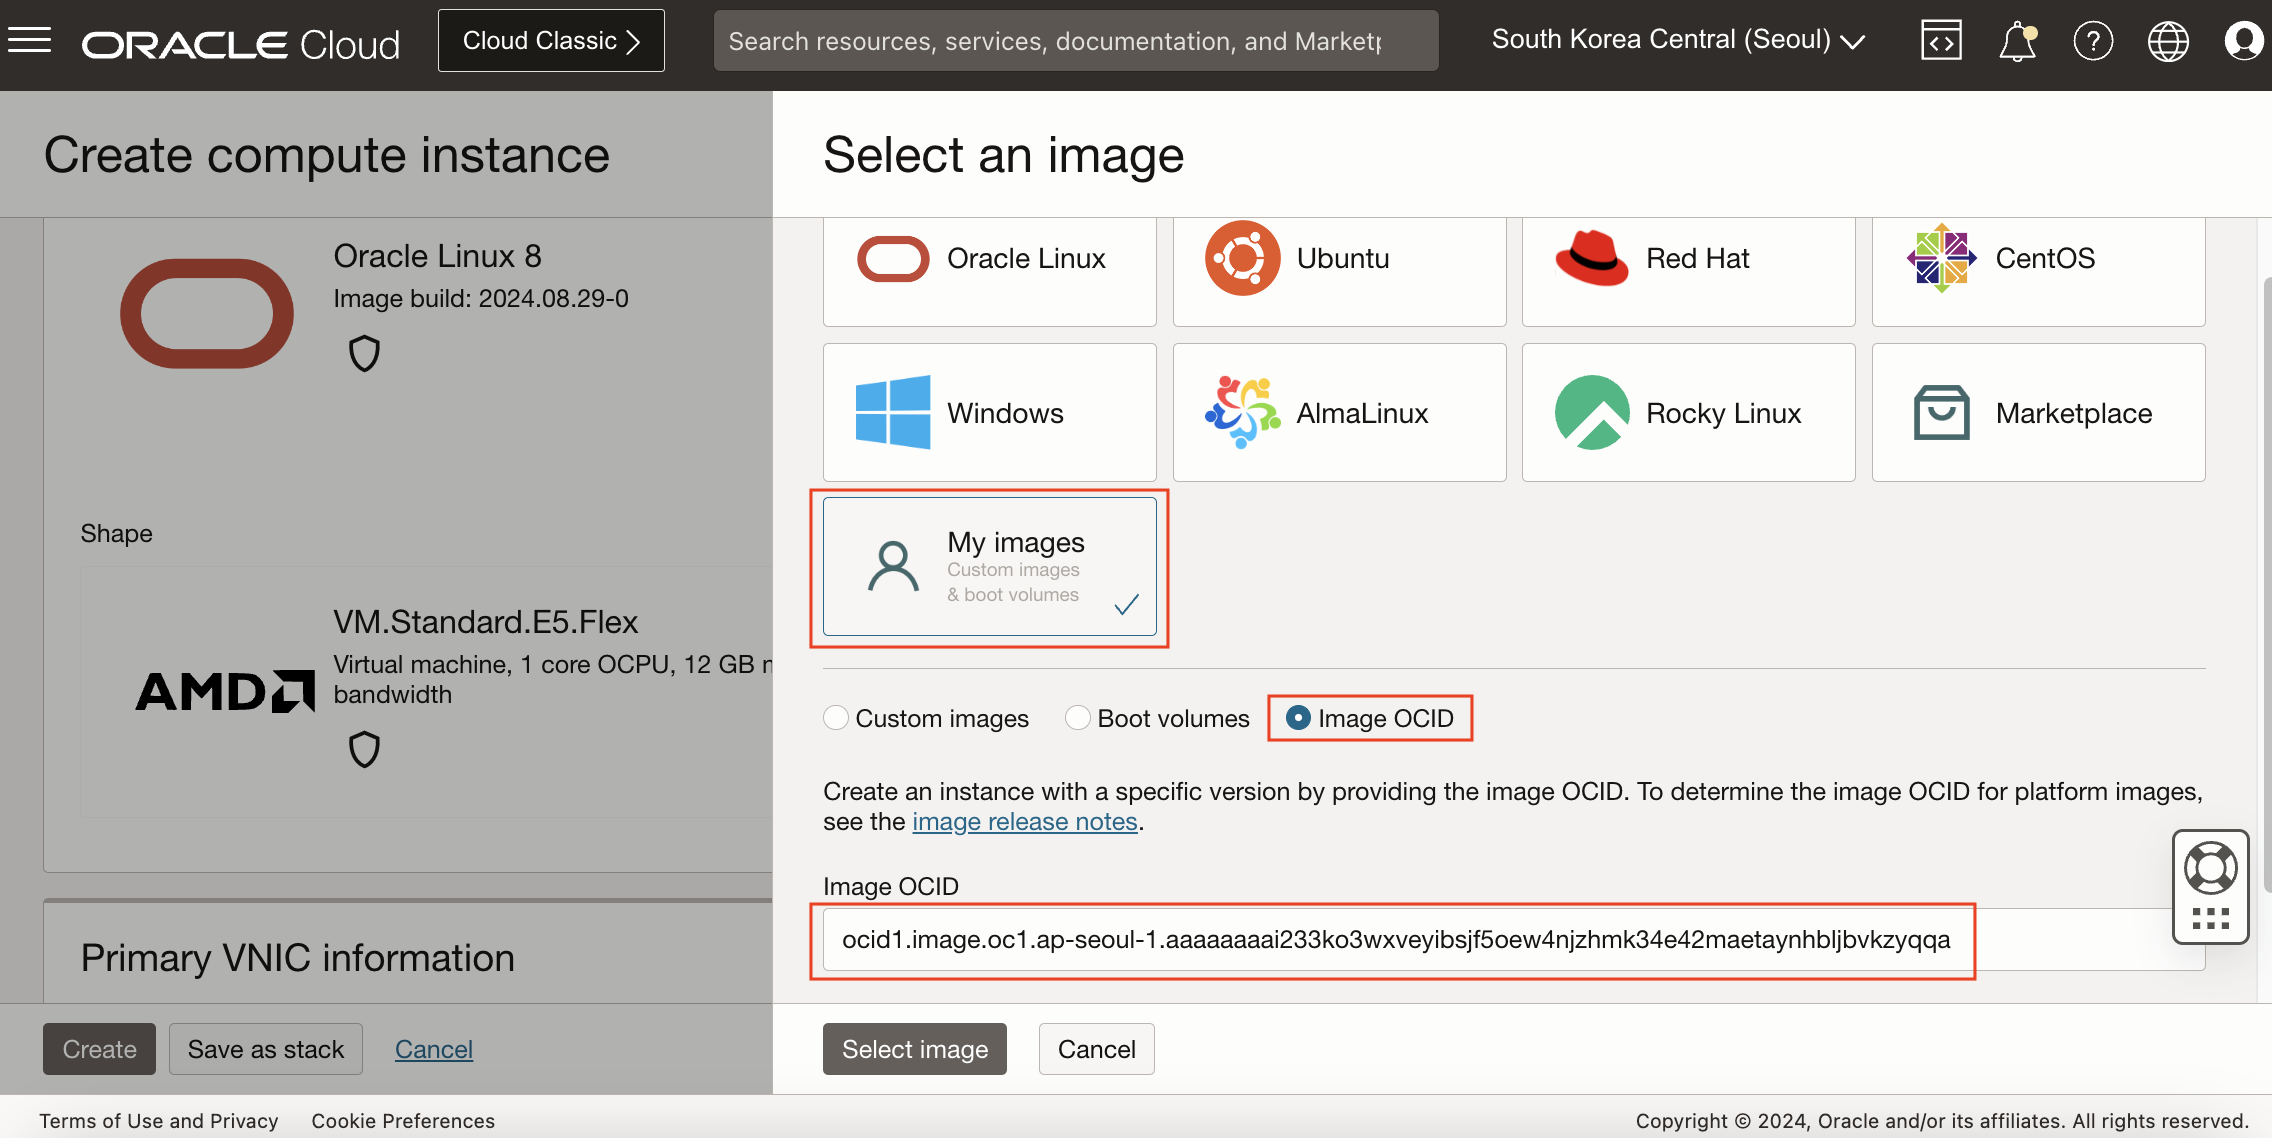 ORACLE Cloud
Cloud Classic
Search resources, services, documentation, and Market
South Korea Central (Seoul)
Create compute instance
Oracle Linux 8
Image build: 2024.08.29-0
Shape
AMD
VM.Standard.E5.Flex
Virtual machine, 1 core OCPU, 12 GB
bandwidth
Primary VNIC information
Create
Save as stack
Cancel
Select an image
Oracle Linux
Ubuntu
Red Hat
CentOS
Windows
AlmaLinux
Rocky Linux
Marketplace
My images
Custom images
& boot volumes
Custom images
Boot volumes
Image OCID
Create an instance with a specific version by providing the image OCID. To determine the image OCID for platform images,
see the image release notes.
Image OCID
ocid1.image.oc1.ap-seoul-1.aaaaaaaai233ko3wxveyibsjf5oew4njzhmk34e42maetaynhbljbvkzyqqa
Select image
Cancel
Terms of Use and Privacy
Cookie Preferences
Copyright © 2024, Oracle and/or its affiliates. All rights reserved.